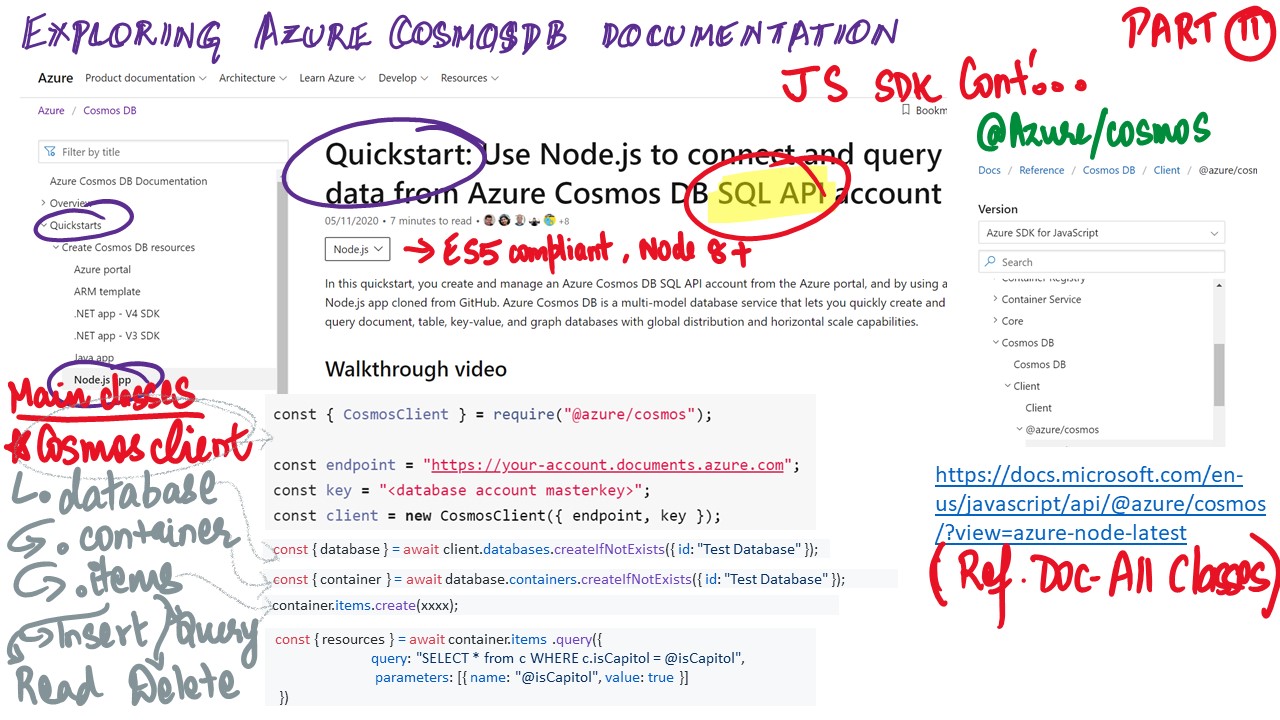 EXPLORING AZURE COSMOSDB DOCUMENTATION
PART 11
JS SDK Cont'...
@Azure/cosmos
Azure Product documentation Architecture Learn Azure Develop Resources
Azure / Cosmos DB
Bookm
Filter by title
Azure Cosmos DB Documentation
Overview
Quickstarts
Create Cosmos DB resources
Azure portal
ARM template
.NET app - V4 SDK
.NET app - V3 SDK
Java app
Node.js app
Quickstart: Use Node.js to connect and query
data from Azure Cosmos DB SQL API account
05/11/2020 • 7 minutes to read • +8
Node.js
→ ES5 compliant, Node 8+
In this quickstart, you create and manage an Azure Cosmos DB SQL API account from the Azure portal, and by using a
Node.js app cloned from GitHub. Azure Cosmos DB is a multi-model database service that lets you quickly create and
query document, table, key-value, and graph databases with global distribution and horizontal scale capabilities.
Walkthrough video
Docs / Reference / Cosmos DB / Client / @azure/cosm
Version
Azure SDK for JavaScript
Search
Container Registry
Container Service
Core
Cosmos DB
Cosmos DB
Client
Client
@azure/cosmos
https://docs.microsoft.com/en-
us/javascript/api/@azure/cosmos
/?view=azure-node-latest
(Ref. Doc - All Classes)
Main classes
* Cosmos client
. database
. container
. items
Insert / Query
Read Delete
const { CosmosClient } = require("@azure/cosmos");
const endpoint = "https://your-account.documents.azure.com";
const key = "<database account masterkey>";
const client = new CosmosClient({ endpoint, key });
const { database } = await client.databases.createIfNotExists({ id: "Test Database" });
const { container } = await database.containers.createIfNotExists({ id: "Test Database" });
container.items.create(xxxx);
const { resources } = await container.items .query({
query: "SELECT * from c WHERE c.isCapitol = @isCapitol",
parameters: [{ name: "@isCapitol", value: true }]
})